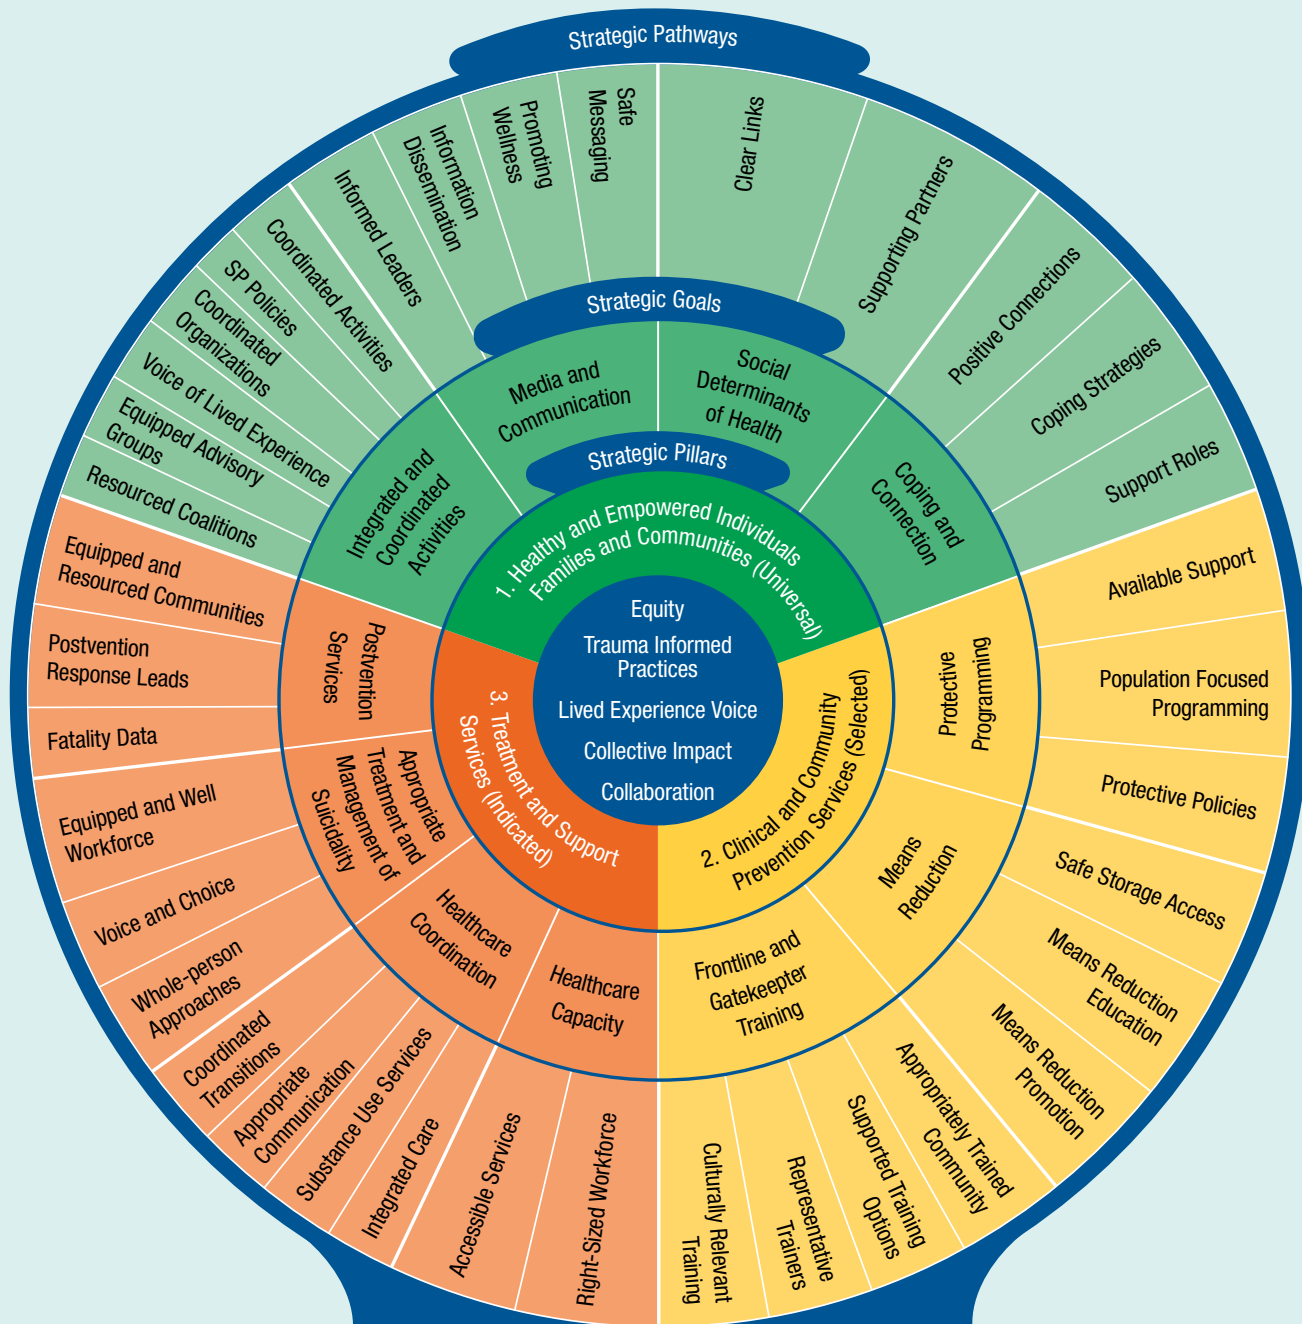 Strategic Pathways
Safe
Messaging
Promoting
Wellness
Information
Dissemination
Informed Leaders
Coordinated Activities
SP Policies
Coordinated
Organizations
Voice of Lived Experience
Equipped Advisory
Groups
Resourced Coalitions
Clear Links
Supporting Partners
Positive Connections
Coping Strategies
Support Roles
Strategic Goals
Media and
Communication
Social
Determinants
of Health
Integrated and
Coordinated
Activities
Coping and
Connection
Strategic Pillars
1. Healthy and Empowered Individuals
Families and Communities (Universal)
Equity
Trauma Informed
Practices
Lived Experience Voice
Collective Impact
Collaboration
2. Clinical and Community
Prevention Services (Selected)
3. Treatment and Support
Services (Indicated)
Protective
Programming
Means
Reduction
Frontline and
Gatekeeper
Training
Available Support
Population Focused
Programming
Protective Policies
Safe Storage Access
Means Reduction
Education
Means Reduction
Promotion
Appropriately Trained
Community
Supported Training
Options
Representative
Trainers
Culturally Relevant
Training
Postvention
Services
Appropriate
Treatment and
Management of
Suicidality
Healthcare
Coordination
Healthcare
Capacity
Equipped and
Resourced Communities
Postvention
Response Leads
Fatality Data
Equipped and Well
Workforce
Voice and Choice
Whole-person
Approaches
Coordinated
Transitions
Appropriate
Communication
Substance Use Services
Integrated Care
Accessible Services
Right-Sized Workforce